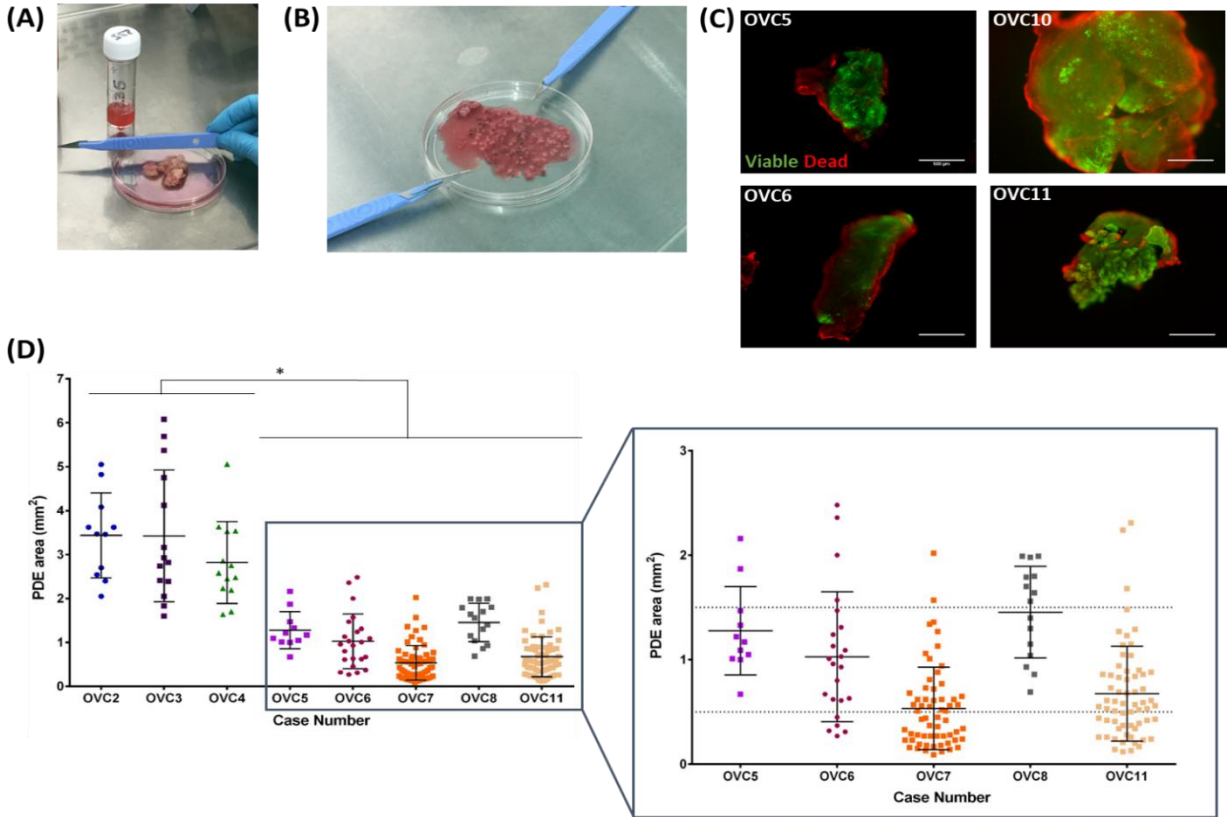 (A)
(B)
(C)
OVC5
OVC10
Viable Dead
500 µm
OVC6
OVC11
(D)
*
7
6
5
4
3
2
1
0
PDE area (mm²)
OVC2 OVC3 OVC4 OVC5 OVC6 OVC7 OVC8 OVC11
Case Number
3
2
1
0
PDE area (mm²)
OVC5 OVC6 OVC7 OVC8 OVC11
Case Number